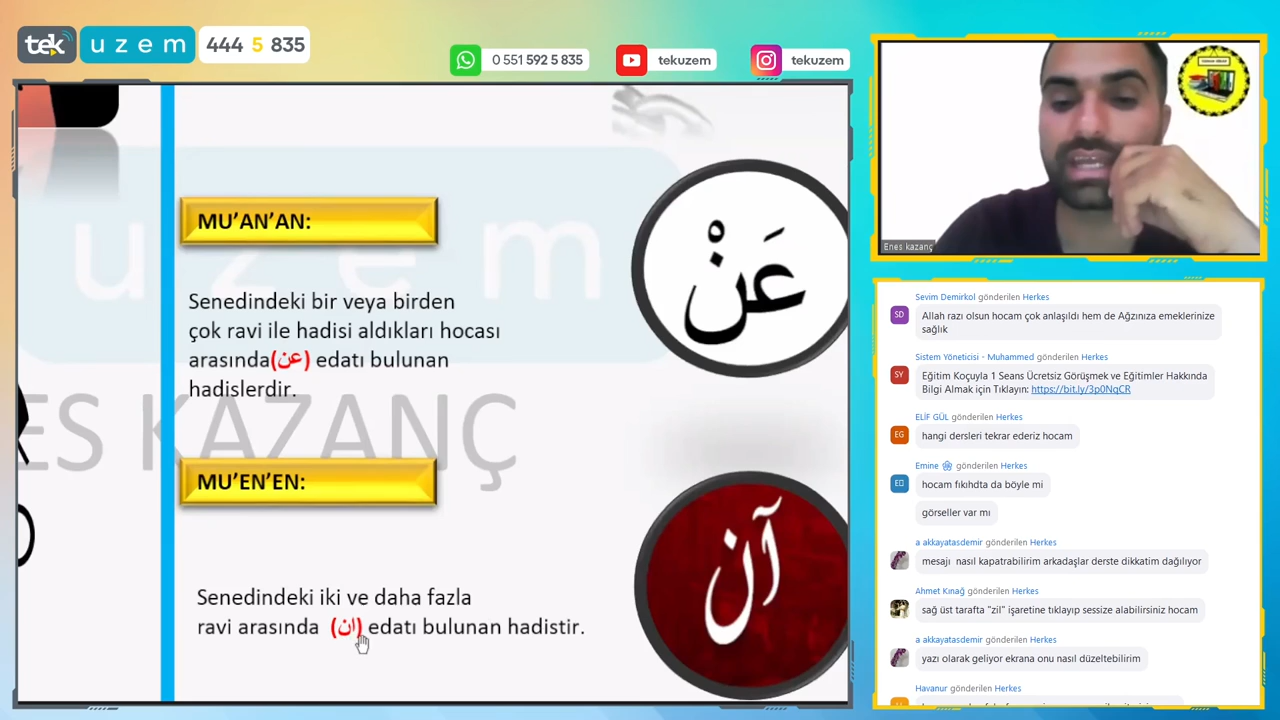 tek uzem 444 5 835
0 551 592 5 835
tekuzem
tekuzem
uzem
MU’AN’AN:
عَنْ
Senedindeki bir veya birden
çok ravi ile hadisi aldıkları hocası
arasında(عن) edatı bulunan
hadislerdir.
ES KAZANÇ
MU’EN’EN:
آن
Senedindeki iki ve daha fazla
ravi arasında (ان) edatı bulunan hadistir.
Enes kazanç
Sevim Demirkol gönderilen Herkes
SD
Allah razı olsun hocam çok anlaşıldı hem de Ağzınıza emeklerinize
sağlık
Sistem Yöneticisi - Muhammed gönderilen Herkes
SY
Eğitim Koçuyla 1 Seans Ücretsiz Görüşmek ve Eğitimler Hakkında
Bilgi Almak için Tıklayın: https://bit.ly/3p0NqCR
ELİF GÜL gönderilen Herkes
EG
hangi dersleri tekrar ederiz hocam
Emine gönderilen Herkes
hocam fıkıhdta da böyle mi
görseller var mı
a akkayatasdemir gönderilen Herkes
mesajı nasıl kapatrabilirim arkadaşlar derste dikkatim dağılıyor
Ahmet Kınağ gönderilen Herkes
sağ üst tarafta "zil" işaretine tıklayıp sessize alabilirsiniz hocam
a akkayatasdemir gönderilen Herkes
yazı olarak geliyor ekrana onu nasıl düzeltebilirim
Havanur gönderilen Herkes